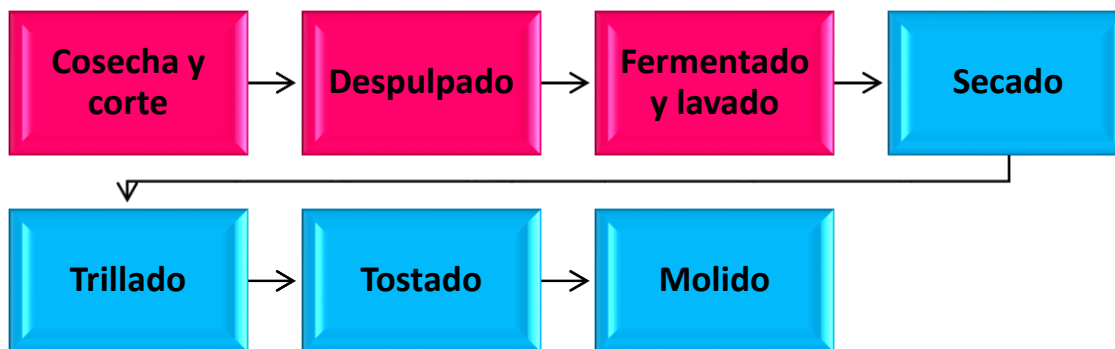 Cosecha y
corte
Despulpado
Fermentado
y lavado
Secado
Trillado
Tostado
Molido